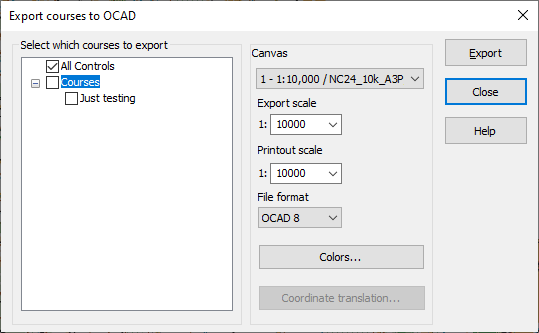 Export courses to OCAD
Select which courses to export
All Controls
Courses
Just testing
Canvas
1 - 1:10,000 / NC24_10k_A3P
Export scale
1: 10000
Printout scale
1: 10000
File format
OCAD 8
Colors...
Coordinate translation...
Export
Close
Help